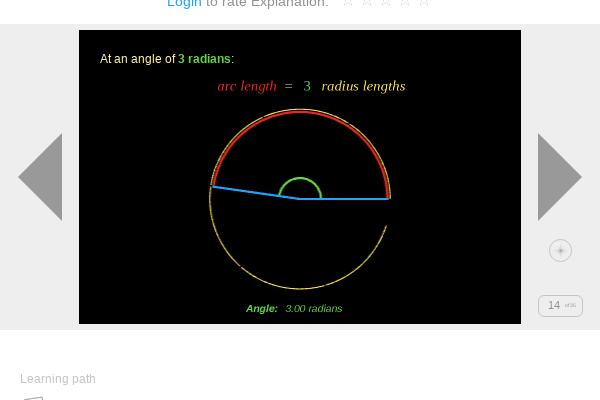 Login to rate Explanation:
At an angle of 3 radians:
arc length = 3 radius lengths
Angle: 3.00 radians
14 of 36
Learning path